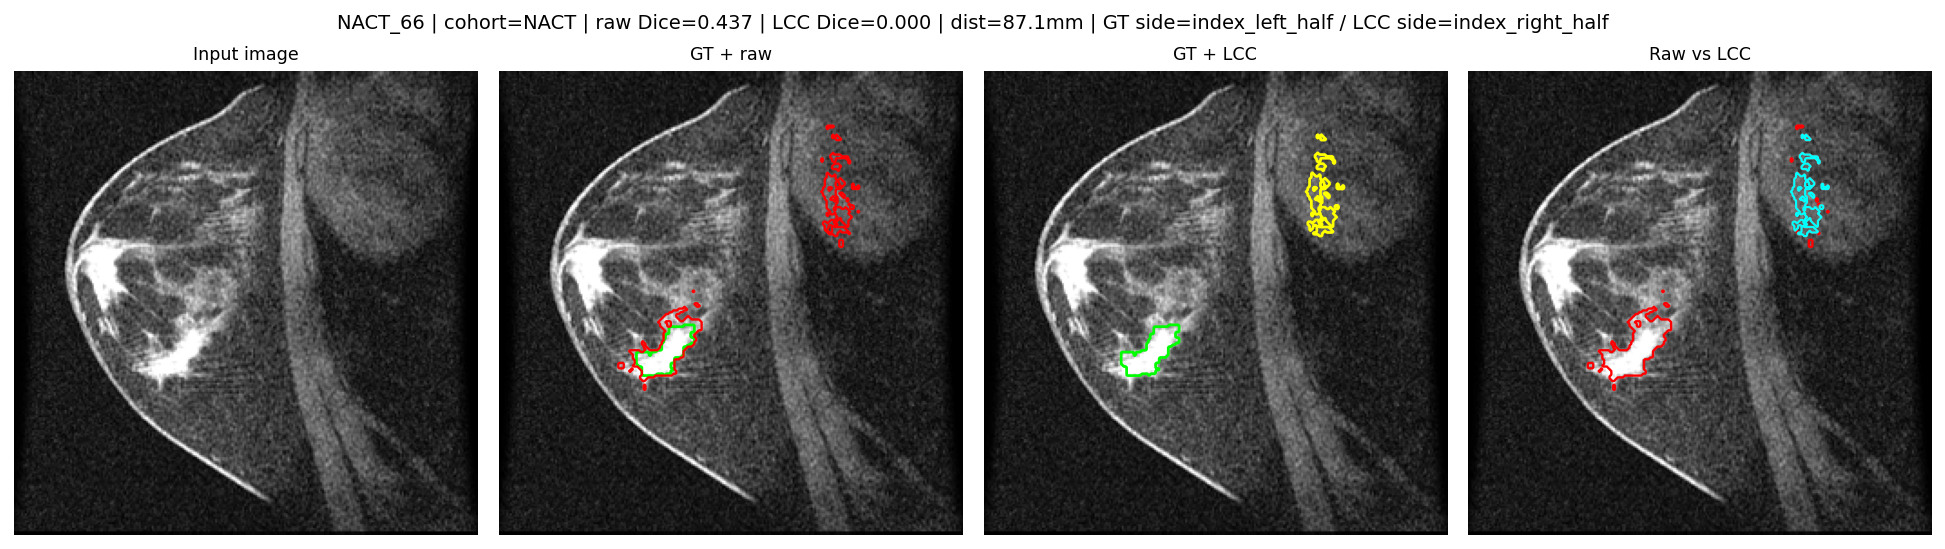 NACT_66 | cohort=NACT | raw Dice=0.437 | LCC Dice=0.000 | dist=87.1mm | GT side=index_left_half / LCC side=index_right_half
Input image
GT + raw
GT + LCC
Raw vs LCC